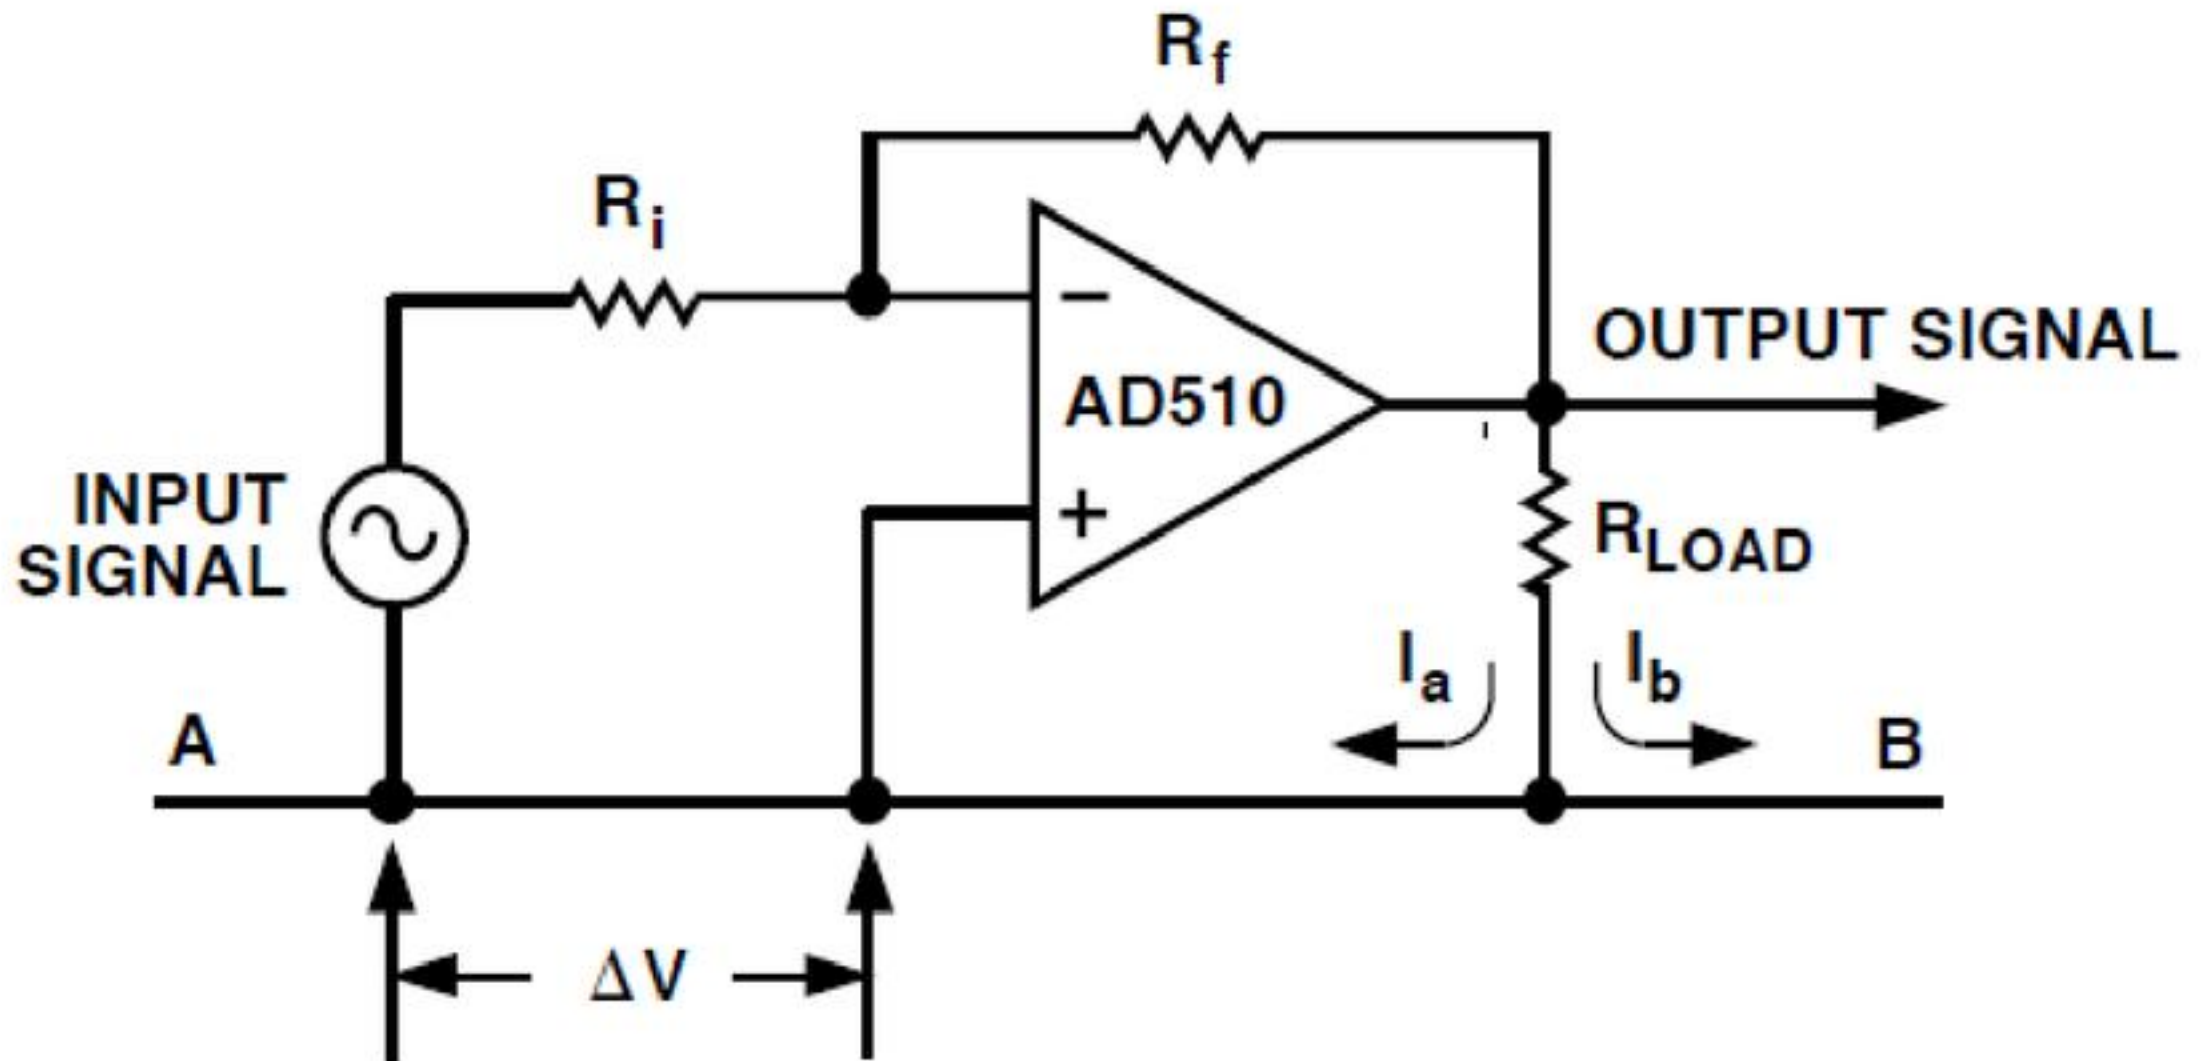 Rf
Ri
−
AD510
OUTPUT SIGNAL
INPUT
SIGNAL
+
RLOAD
Ia
Ib
A
B
ΔV